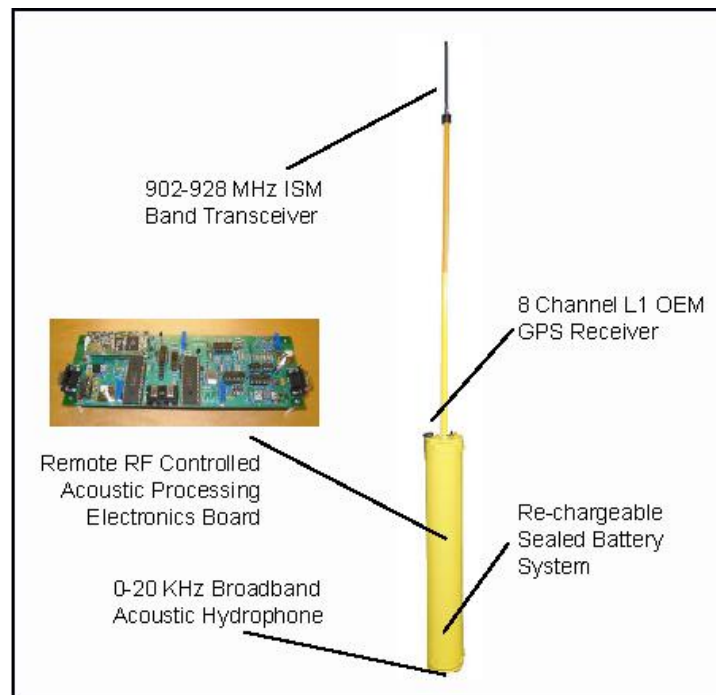 902-928 MHz ISM
Band Transceiver
8 Channel L1 OEM
GPS Receiver
Remote RF Controlled
Acoustic Processing
Electronics Board
Re-chargeable
Sealed Battery
System
0-20 KHz Broadband
Acoustic Hydrophone